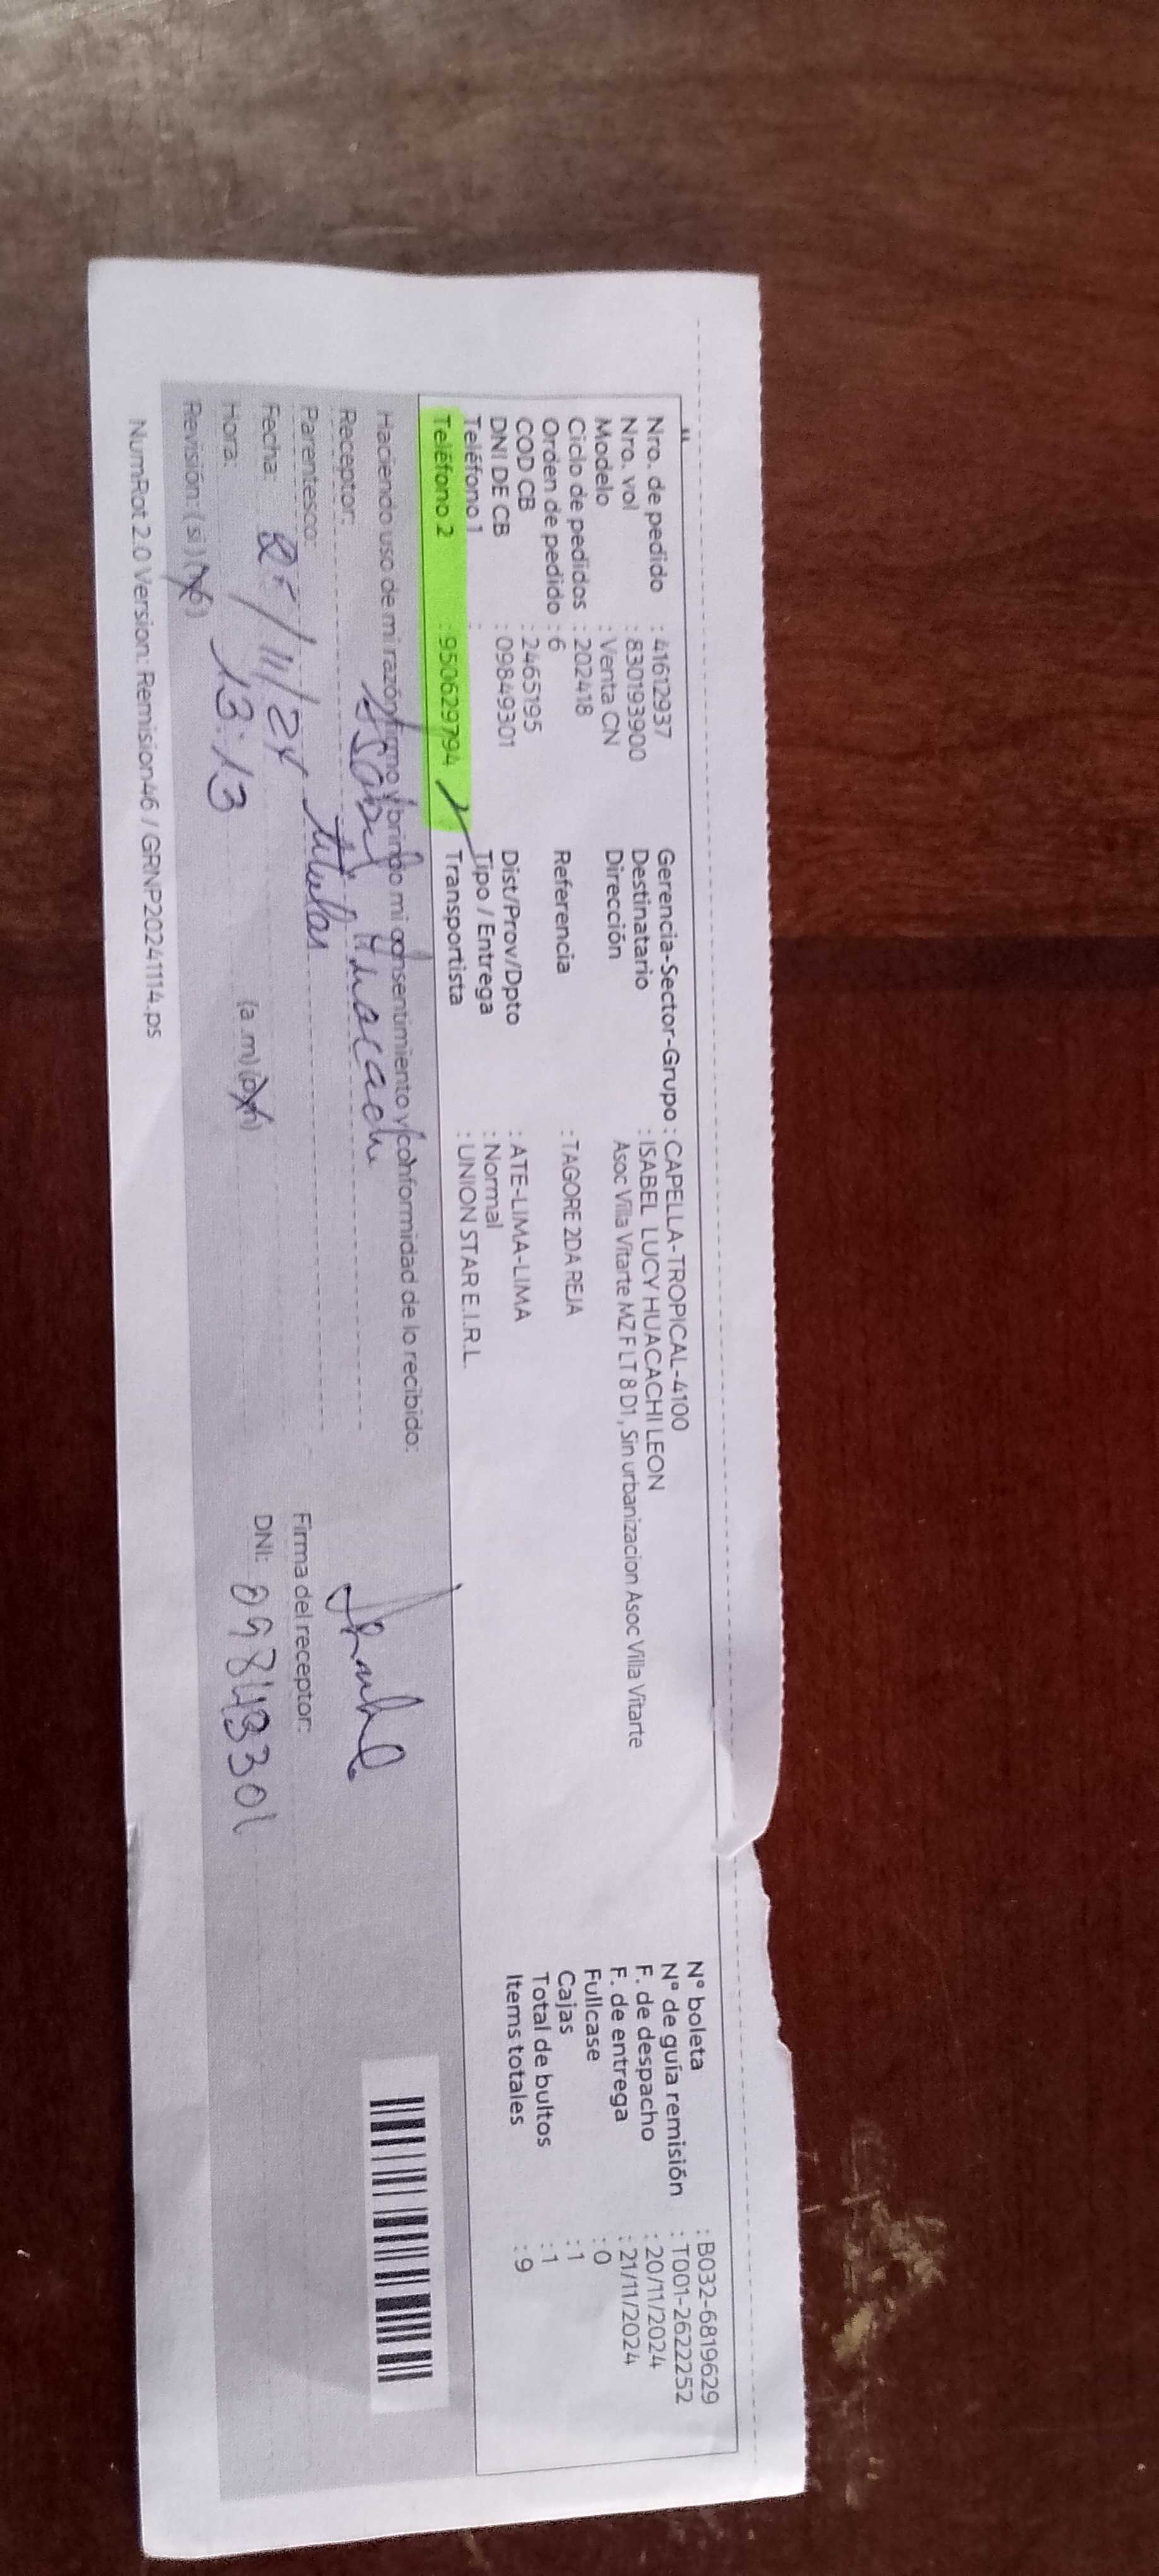 Nro. de pedido : 41612937
Nro. vol : 830193900
Modelo : Venta CN
Ciclo de pedidos : 202418
Orden de pedido : 6
COD CB : 2465195
DNI DE CB : 09849301
Teléfono 1 :
Teléfono 2 : 950629794
Gerencia-Sector-Grupo : CAPELLA-TROPICAL-4100
Destinatario : ISABEL LUCY HUACACHI LEON
Dirección Asoc Villa Vitarte MZ F LT 8 D1 , Sin urbanizacion Asoc Villa Vitarte
Referencia : TAGORE 2DA REJA
Dist/Prov/Dpto : ATE-LIMA-LIMA
Tipo / Entrega : Normal
Transportista : UNION STAR E.I.R.L.
N° boleta : B032-6819629
N° de guía remisión : T001-2622252
F. de despacho : 20/11/2024
F. de entrega : 21/11/2024
Fullcase : 0
Cajas : 1
Total de bultos : 1
Items totales : 9
Haciendo uso de mi razón firmo y brindo mi consentimiento y conformidad de lo recibido:
Receptor: Isabel Huacachi
Parentesco: titular
Fecha: /11/24
Hora: 13:13 (a.m) (p.m)
Revisión: (si) (no)
Firma del receptor:
DNI: 09849301
NumRot 2.0 Version: Remision46 / GRNP20241114.ps